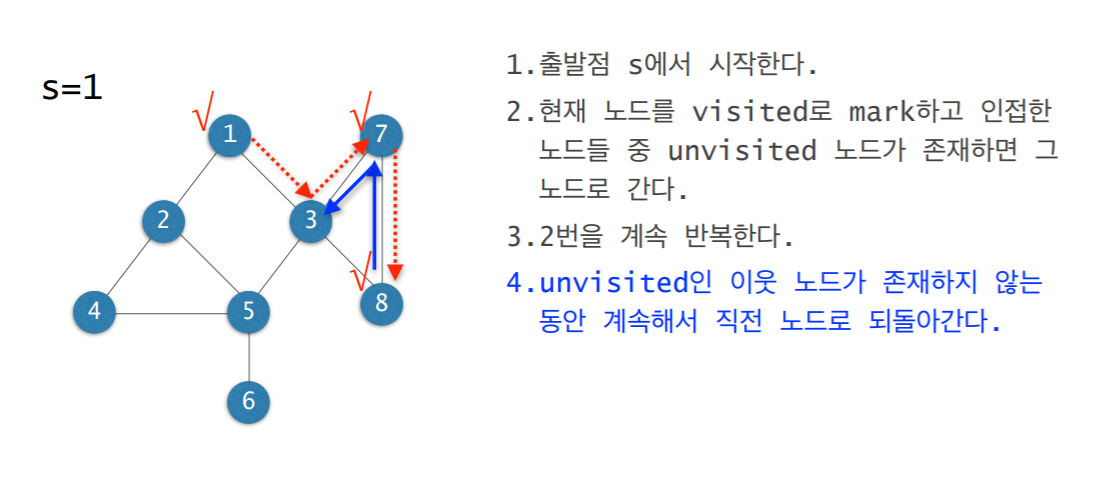 s=1
1.출발점 s에서 시작한다.
2.현재 노드를 visited로 mark하고 인접한
노드들 중 unvisited 노드가 존재하면 그
노드로 간다.
3.2번을 계속 반복한다.
4.unvisited인 이웃 노드가 존재하지 않는
동안 계속해서 직전 노드로 되돌아간다.
√ √
1 7
2 3
√
4 5 8
6